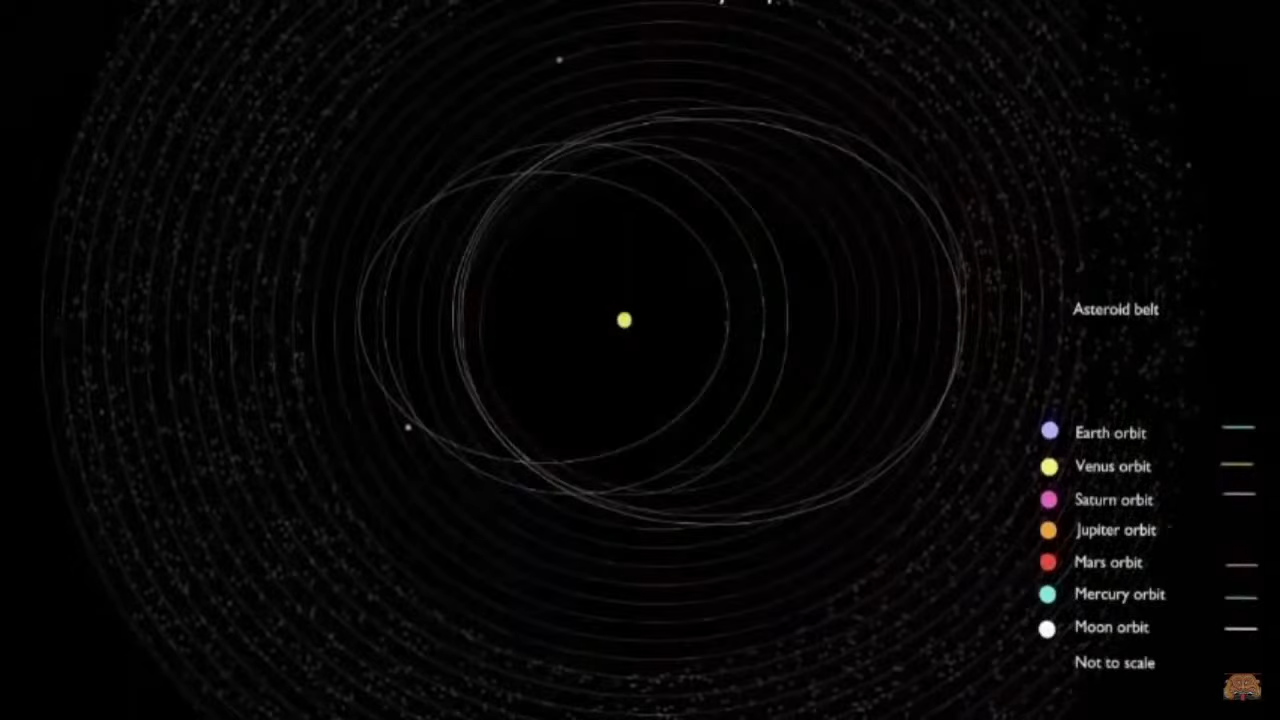 Asteroid belt
Earth orbit
Venus orbit
Saturn orbit
Jupiter orbit
Mars orbit
Mercury orbit
Moon orbit
Not to scale